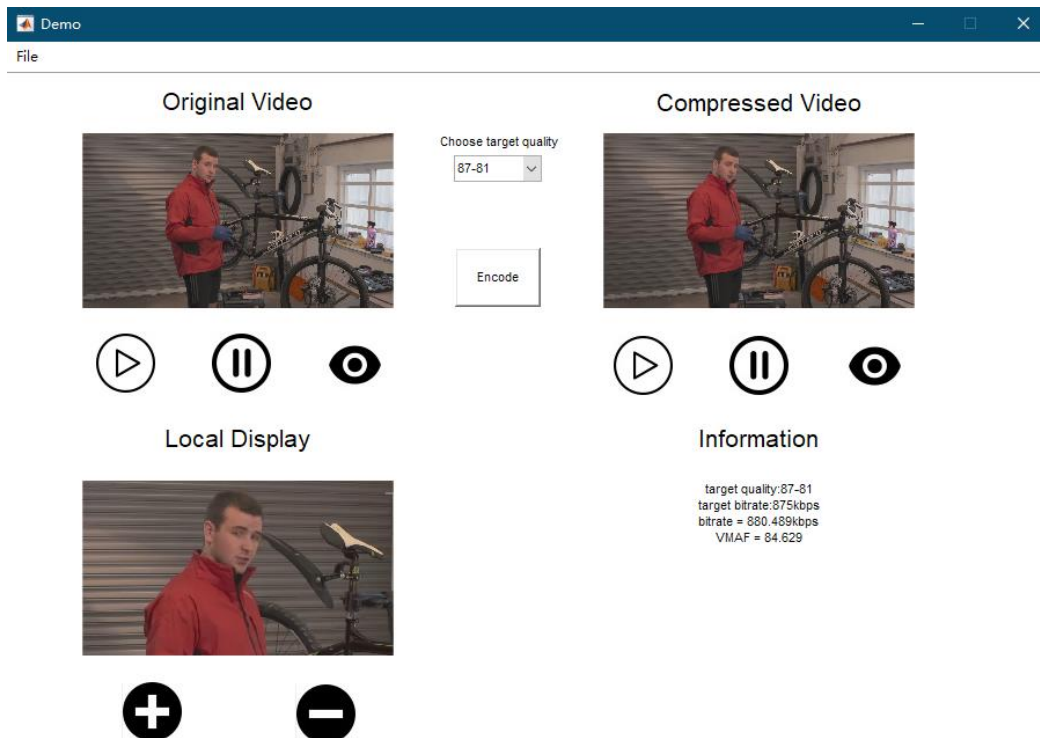 Demo
File
Original Video
Compressed Video
Choose target quality
87-81
Encode
Local Display
Information
target quality:87-81
target bitrate:875kbps
bitrate = 880.489kbps
VMAF = 84.629